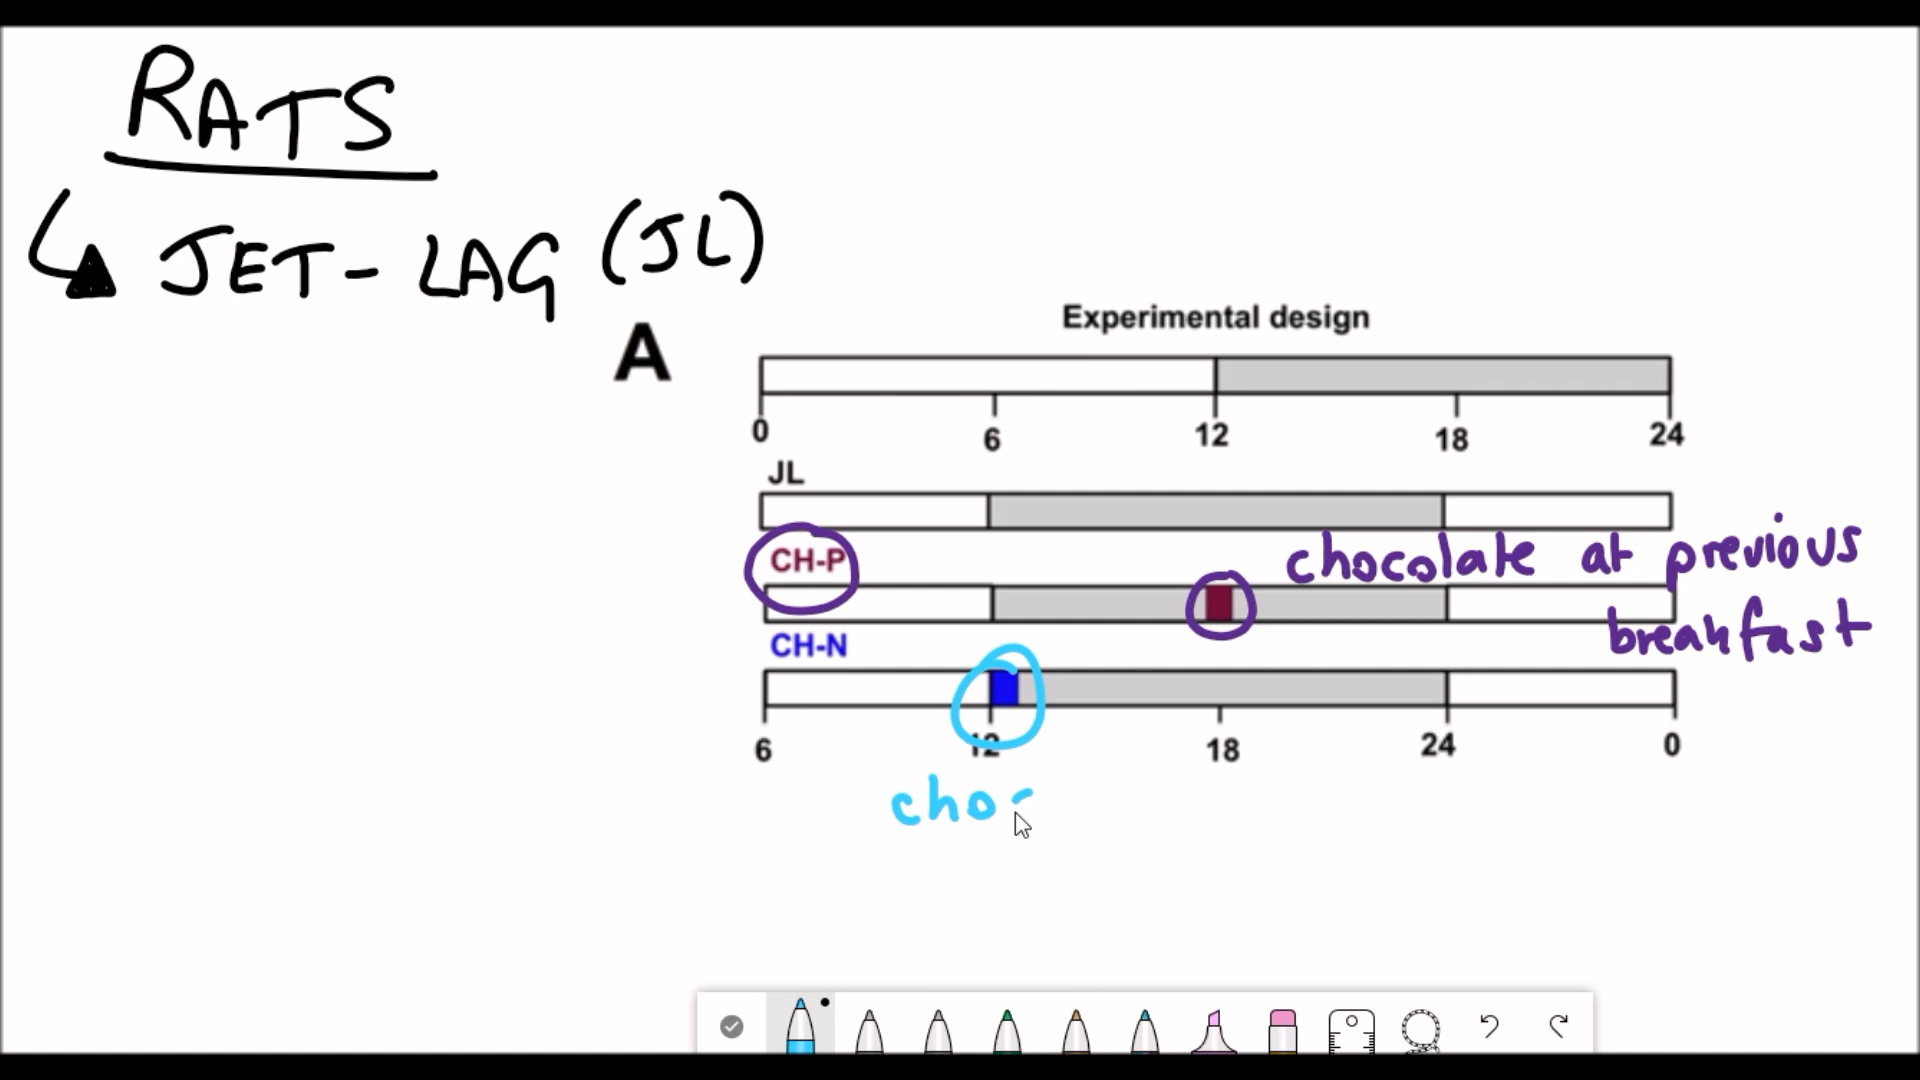 RATS
JET-LAG (JL)
A
Experimental design
0 6 12 18 24
JL
CH-P
chocolate at previous
breakfast
CH-N
6 12 18 24 0
cho